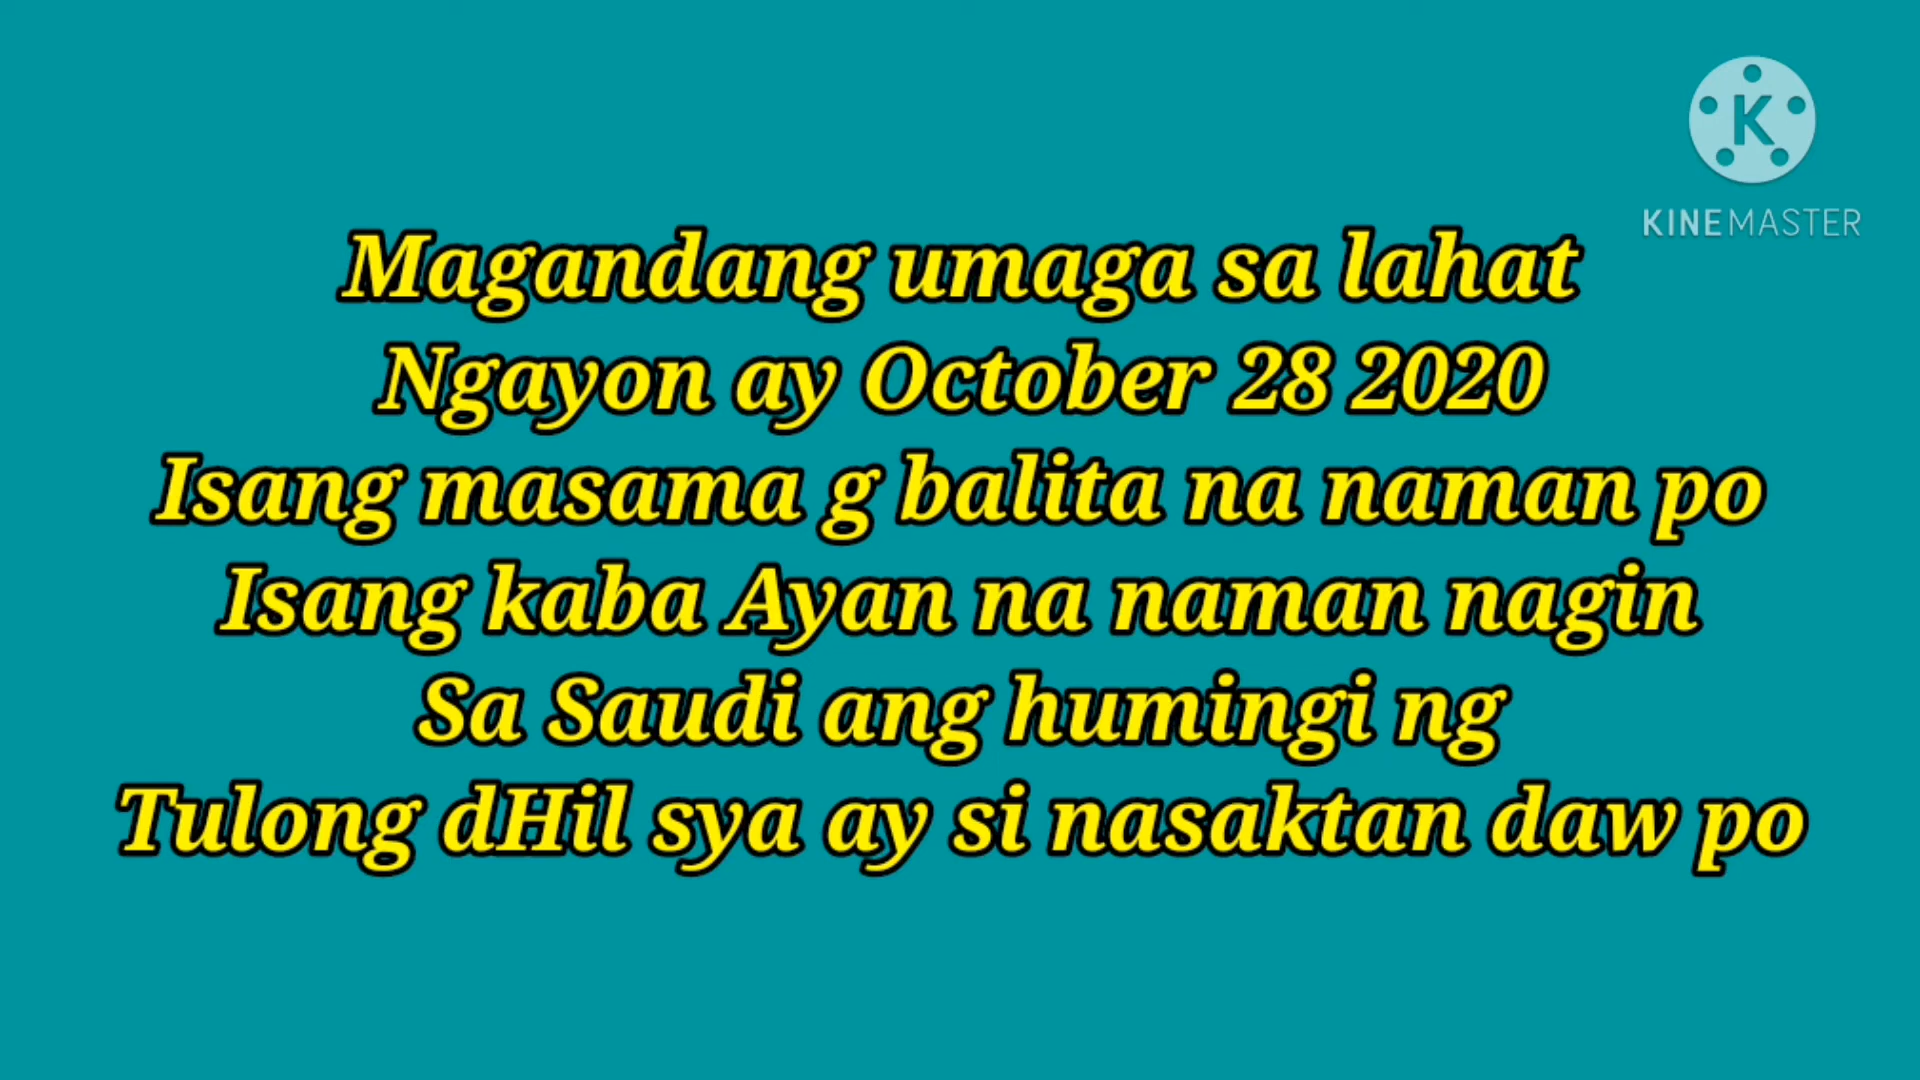 K
KINEMASTER
Magandang umaga sa lahat
Ngayon ay October 28 2020
Isang masama g balita na naman po
Isang kaba Ayan na naman nagin
Sa Saudi ang humingi ng
Tulong dHil sya ay si nasaktan daw po